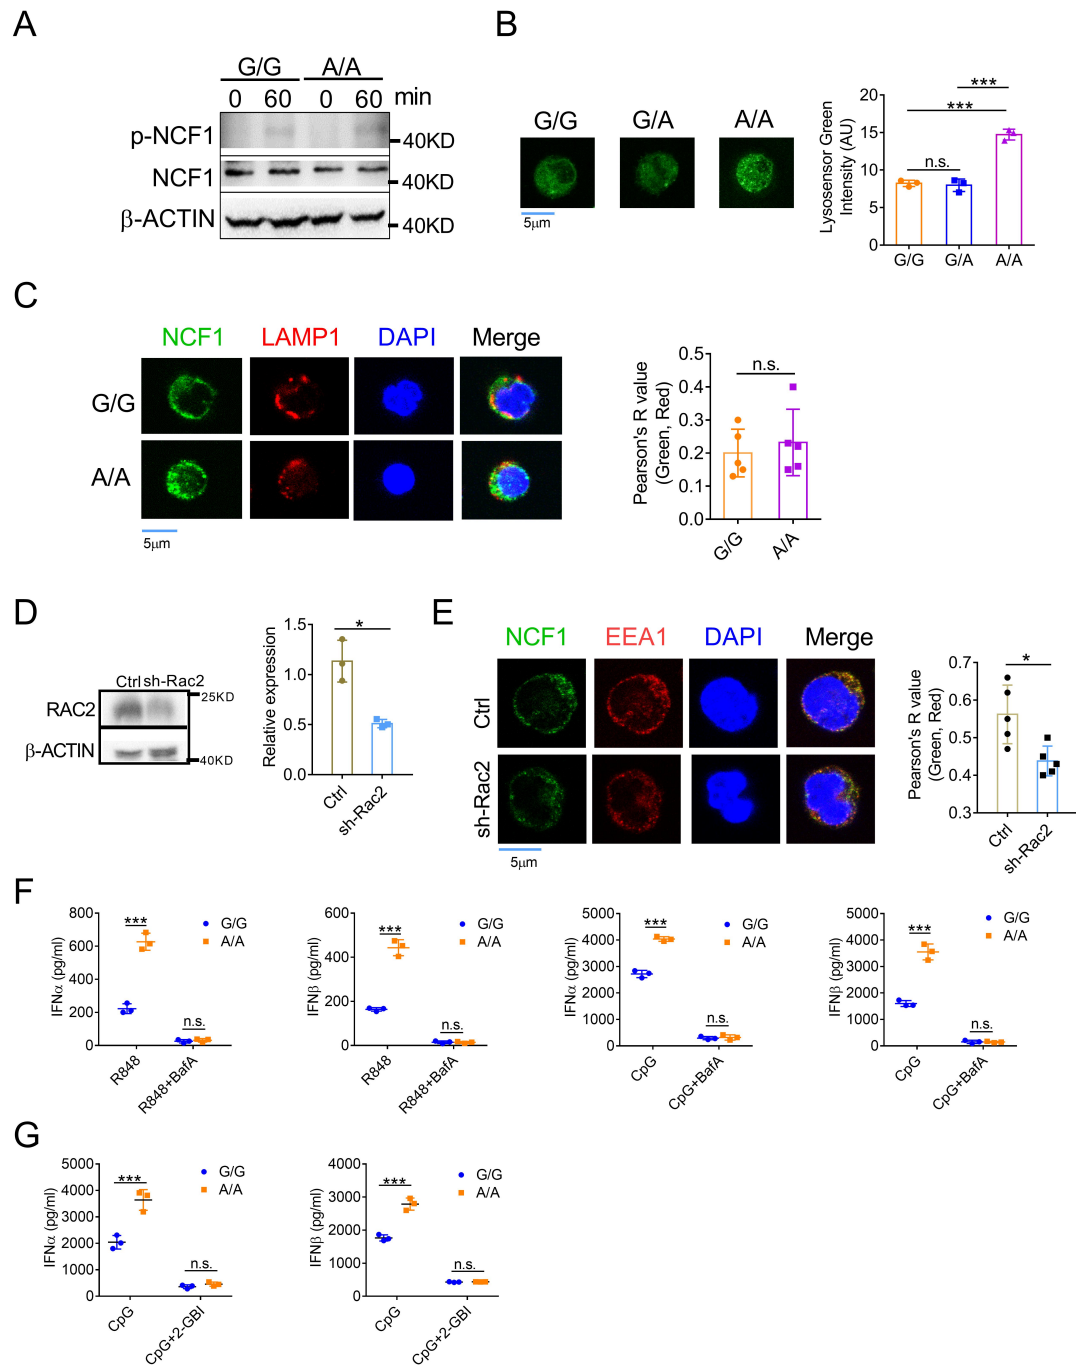 A
G/G A/A
0 60 0 60 min
p-NCF1
40KD
NCF1
40KD
β-ACTIN
40KD
B
G/G G/A A/A
5μm
Lysosensor Green
Intensity (AU)
20
15
10
5
0
***
***
n.s.
G/G G/A A/A
C
NCF1 LAMP1 DAPI Merge
G/G
A/A
5μm
Pearson's R value
(Green, Red)
0.5
0.4
0.3
0.2
0.1
0.0
n.s.
G/G A/A
D
Ctrl sh-Rac2
25KD
RAC2
β-ACTIN
40KD
Relative expression
1.5
1.0
0.5
0.0
*
Ctrl sh-Rac2
E
NCF1 EEA1 DAPI Merge
Ctrl
sh-Rac2
5μm
Pearson's R value
(Green, Red)
0.7
0.6
0.5
0.4
0.3
*
Ctrl sh-Rac2
F
IFNα (pg/ml)
800
600
400
200
0
***
n.s.
G/G
A/A
R848 R848+BafA
IFNβ (pg/ml)
600
400
200
0
***
n.s.
G/G
A/A
R848 R848+BafA
IFNα (pg/ml)
5000
4000
3000
2000
1000
0
***
n.s.
G/G
A/A
CpG CpG+BafA
IFNβ (pg/ml)
5000
4000
3000
2000
1000
0
***
n.s.
G/G
A/A
CpG CpG+BafA
G
IFNα (pg/ml)
5000
4000
3000
2000
1000
0
***
n.s.
G/G
A/A
CpG CpG+2-GBI
IFNβ (pg/ml)
4000
3000
2000
1000
0
***
n.s.
G/G
A/A
CpG CpG+2-GBI